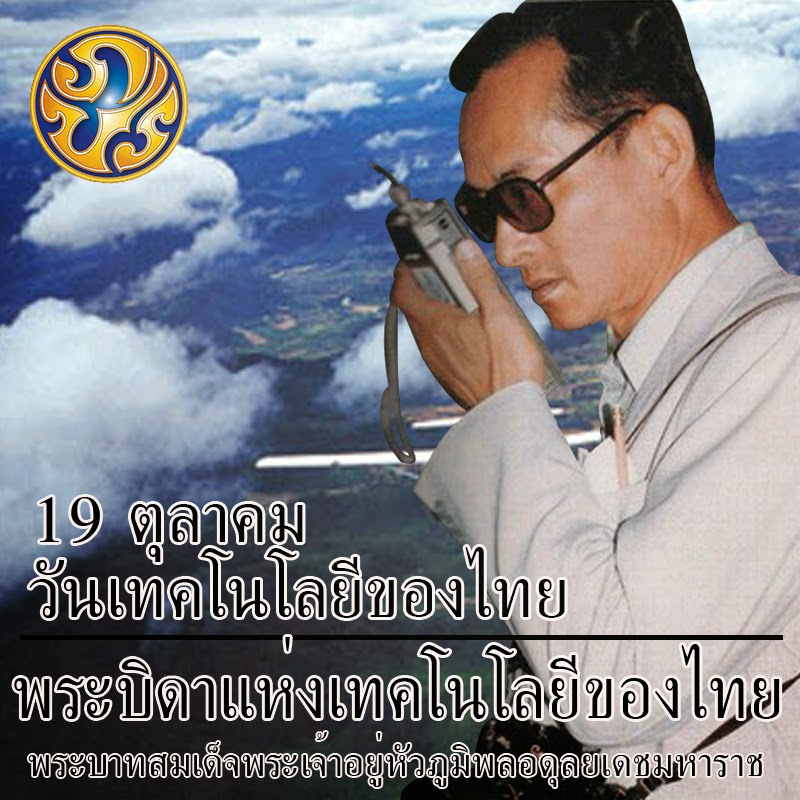 19 ตุลาคม
วันเทคโนโลยีของไทย
พระบิดาแห่งเทคโนโลยีของไทย
พระบาทสมเด็จพระเจ้าอยู่หัวภูมิพลอดุลยเดชมหาราช